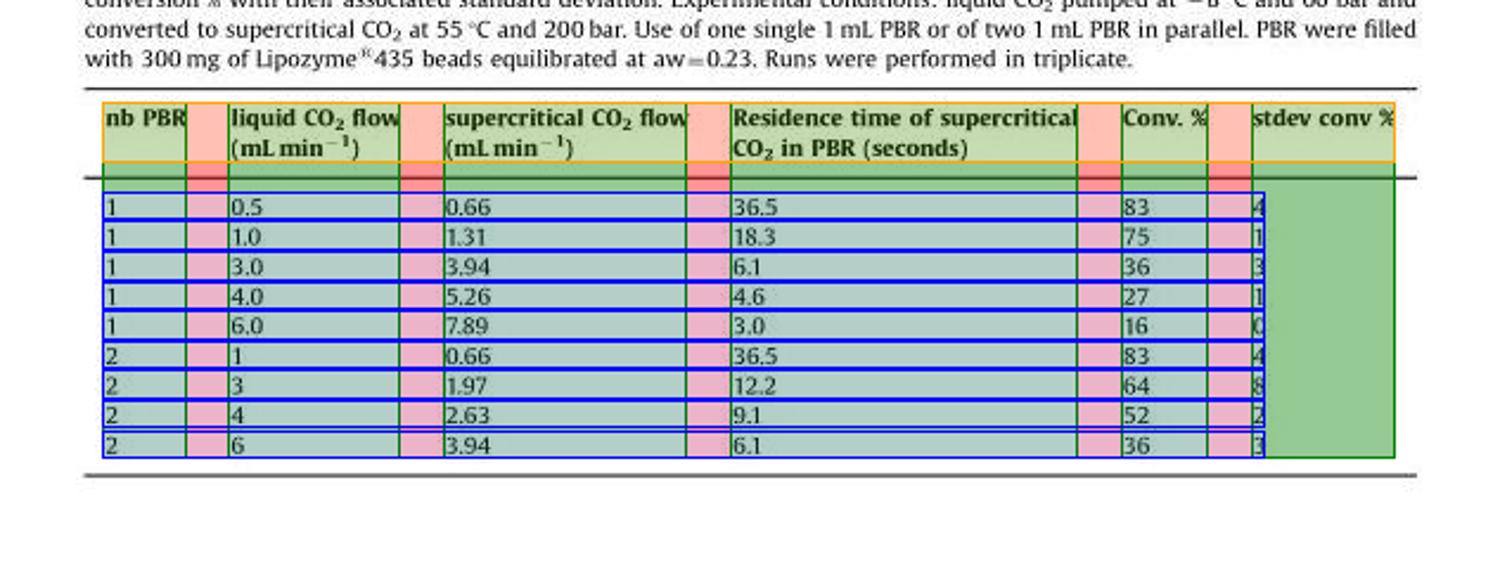 conversion % with their associated standard deviation. Experimental conditions: liquid CO₂ pumped at −8 °C and 60 bar and
converted to supercritical CO₂ at 55 °C and 200 bar. Use of one single 1 mL PBR or of two 1 mL PBR in parallel. PBR were filled
with 300 mg of Lipozyme®435 beads equilibrated at aw=0.23. Runs were performed in triplicate.
nb PBR liquid CO₂ flow supercritical CO₂ flow Residence time of supercritical Conv. % stdev conv %
(mL min⁻¹) (mL min⁻¹) CO₂ in PBR (seconds)
1 0.5 0.66 36.5 83 4
1 1.0 1.31 18.3 75 1
1 3.0 3.94 6.1 36 3
1 4.0 5.26 4.6 27 1
1 6.0 7.89 3.0 16 0
2 1 0.66 36.5 83 4
2 3 1.97 12.2 64 8
2 4 2.63 9.1 52 2
2 6 3.94 6.1 36 3